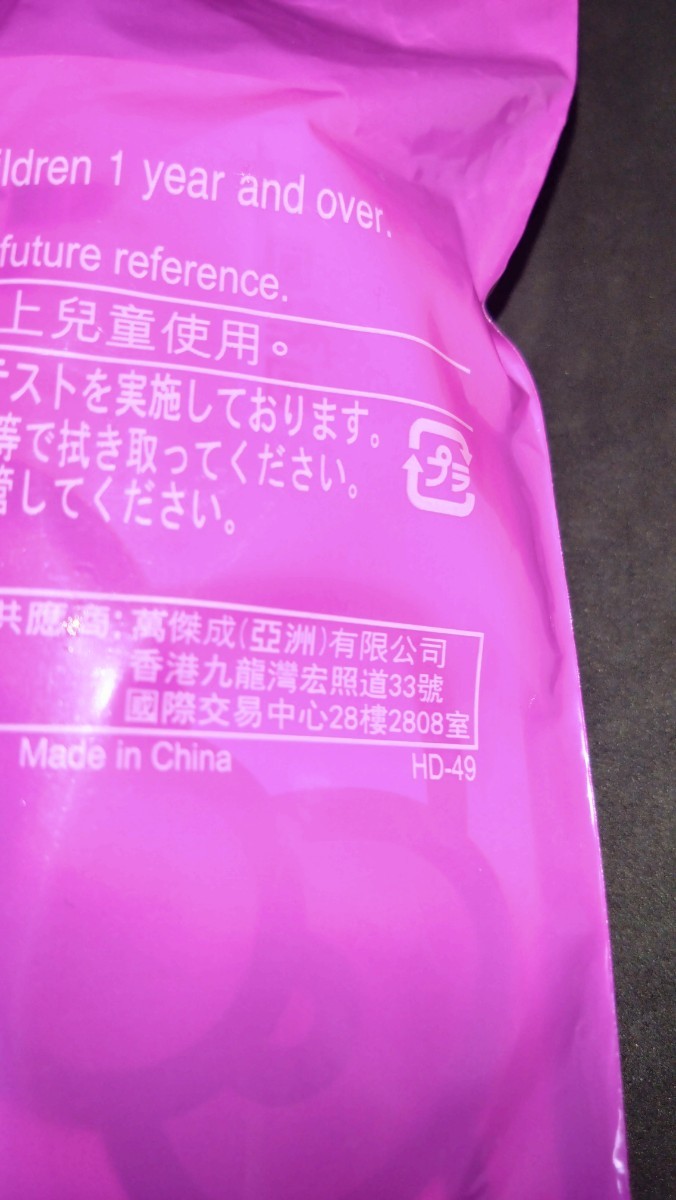 ildren 1 year and over.
future reference.
上兒童使用。
テストを実施しております。
等で拭き取ってください。
管してください。
プラ
供應商:萬傑成(亞洲)有限公司
香港九龍灣宏照道33號
國際交易中心28樓2808室
Made in China
HD-49